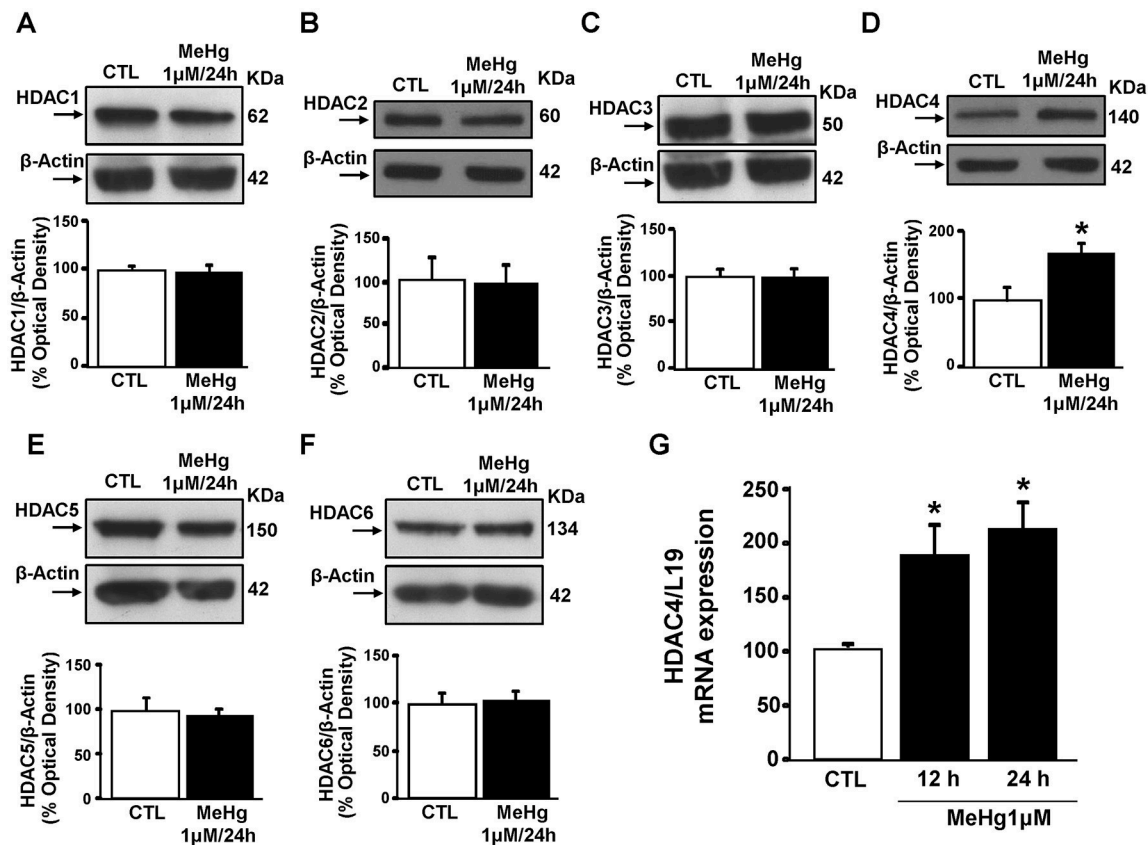 A
CTL
MeHg
1µM/24h
KDa
HDAC1
62
β-Actin
42
HDAC1/β-Actin
(% Optical Density)
150
100
50
0
CTL
MeHg
1µM/24h
B
CTL
MeHg
1µM/24h
KDa
HDAC2
60
β-Actin
42
HDAC2/β-Actin
(% Optical Density)
150
100
50
0
CTL
MeHg
1µM/24h
C
CTL
MeHg
1µM/24h
KDa
HDAC3
50
β-Actin
42
HDAC3/β-Actin
(% Optical Density)
150
100
50
0
CTL
MeHg
1µM/24h
D
CTL
MeHg
1µM/24h
KDa
HDAC4
140
β-Actin
42
HDAC4/β-Actin
(% Optical Density)
200
100
0
*
CTL
MeHg
1µM/24h
E
CTL
MeHg
1µM/24h
KDa
HDAC5
150
β-Actin
42
HDAC5/β-Actin
(% Optical Density)
150
100
50
0
CTL
MeHg
1µM/24h
F
CTL
MeHg
1µM/24h
KDa
HDAC6
134
β-Actin
42
HDAC6/β-Actin
(% Optical Density)
150
100
50
0
CTL
MeHg
1µM/24h
G
HDAC4/L19
mRNA expression
250
200
150
100
50
0
*
*
CTL
12 h
24 h
MeHg1µM